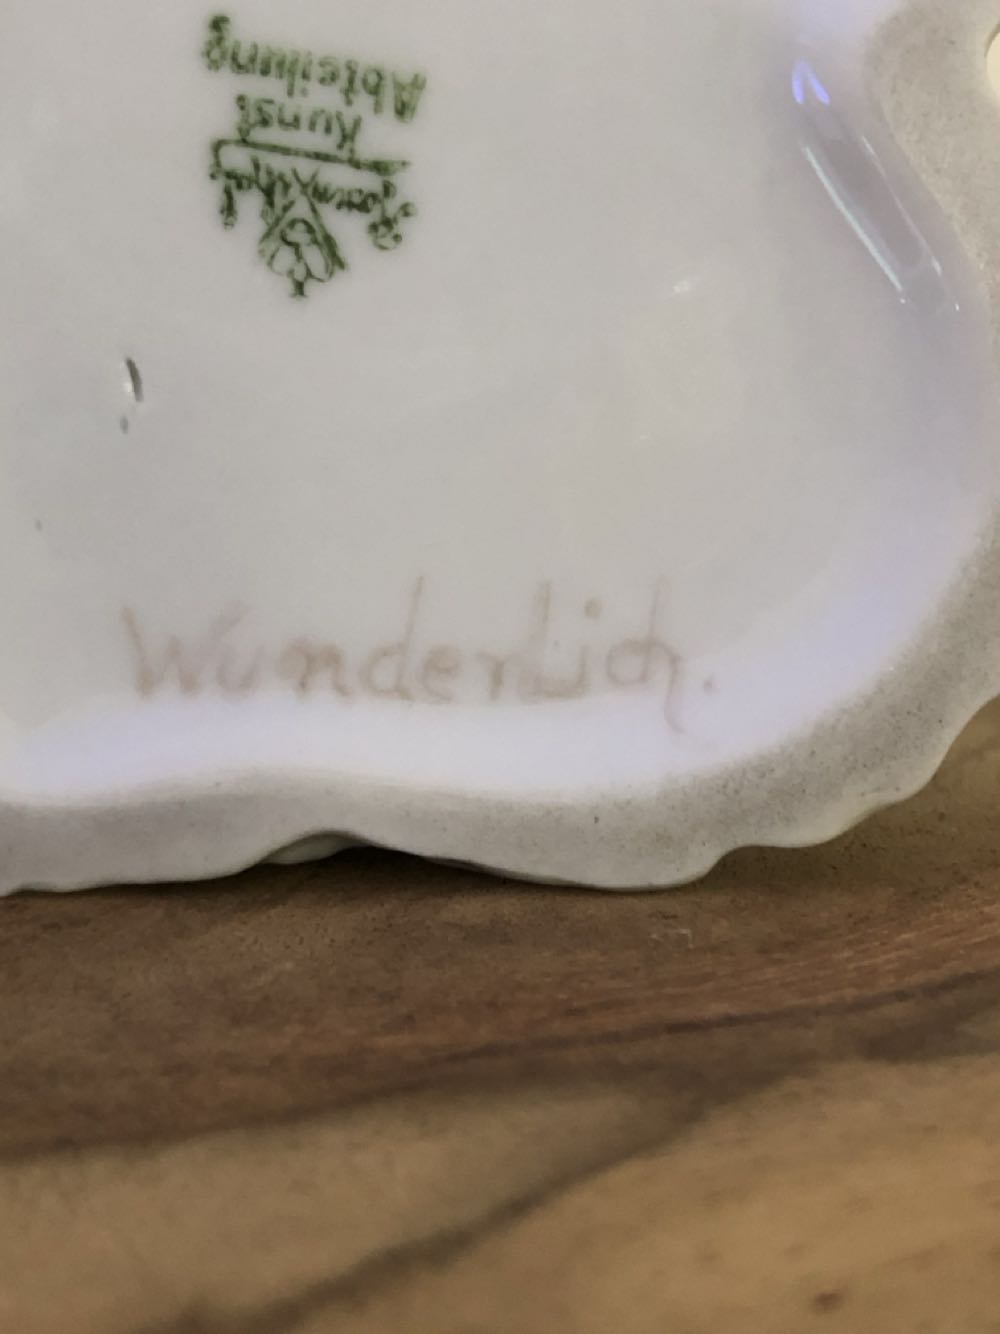 Rosenthal
Kunst
Abteilung
Wunderlich.